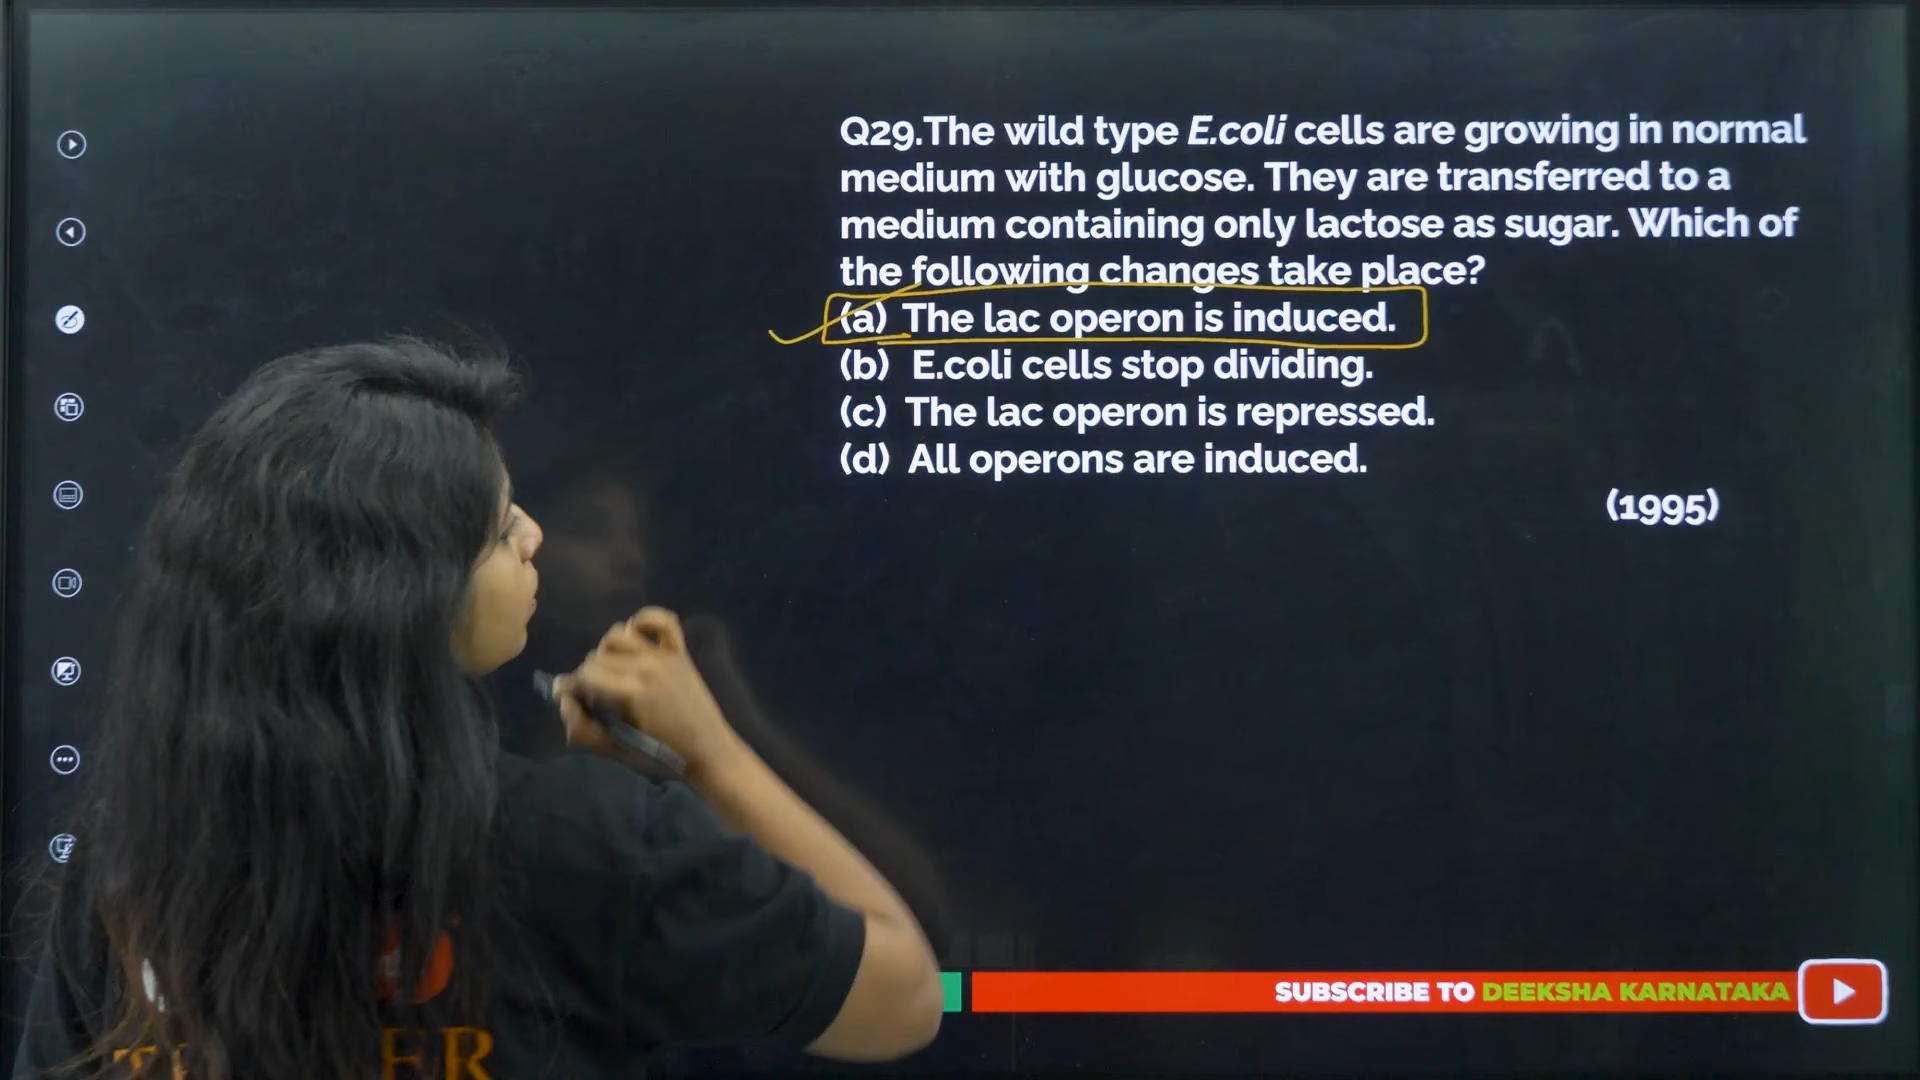 Q29.The wild type E.coli cells are growing in normal
medium with glucose. They are transferred to a
medium containing only lactose as sugar. Which of
the following changes take place?
(a) The lac operon is induced.
(b) E.coli cells stop dividing.
(c) The lac operon is repressed.
(d) All operons are induced.
(1995)
SUBSCRIBE TO DEEKSHA KARNATAKA